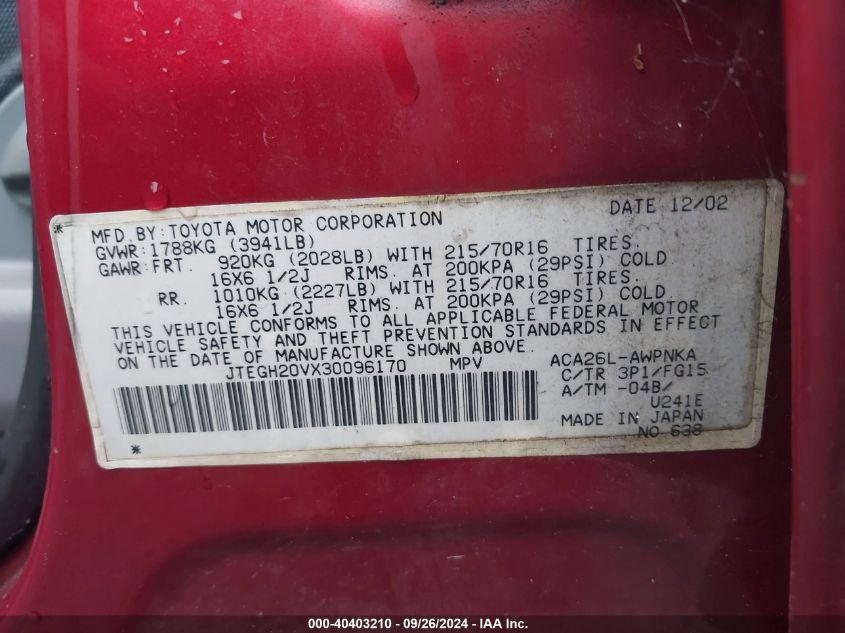 MFD. BY: TOYOTA MOTOR CORPORATION DATE 12/02
GVWR: 1788KG (3941LB)
GAWR: FRT. 920KG (2028LB) WITH 215/70R16 TIRES.
16X6 1/2J RIMS. AT 200KPA (29PSI) COLD
RR. 1010KG (2227LB) WITH 215/70R16 TIRES.
16X6 1/2J RIMS. AT 200KPA (29PSI) COLD
THIS VEHICLE CONFORMS TO ALL APPLICABLE FEDERAL MOTOR
VEHICLE SAFETY AND THEFT PREVENTION STANDARDS IN EFFECT
ON THE DATE OF MANUFACTURE SHOWN ABOVE.
JTEGH20VX30096170 MPV ACA26L-AWPNKA
C/TR 3P1/FG15
A/TM -04B/
U241E
MADE IN JAPAN
NO 638
000-40403210 - 09/26/2024 - IAA Inc.